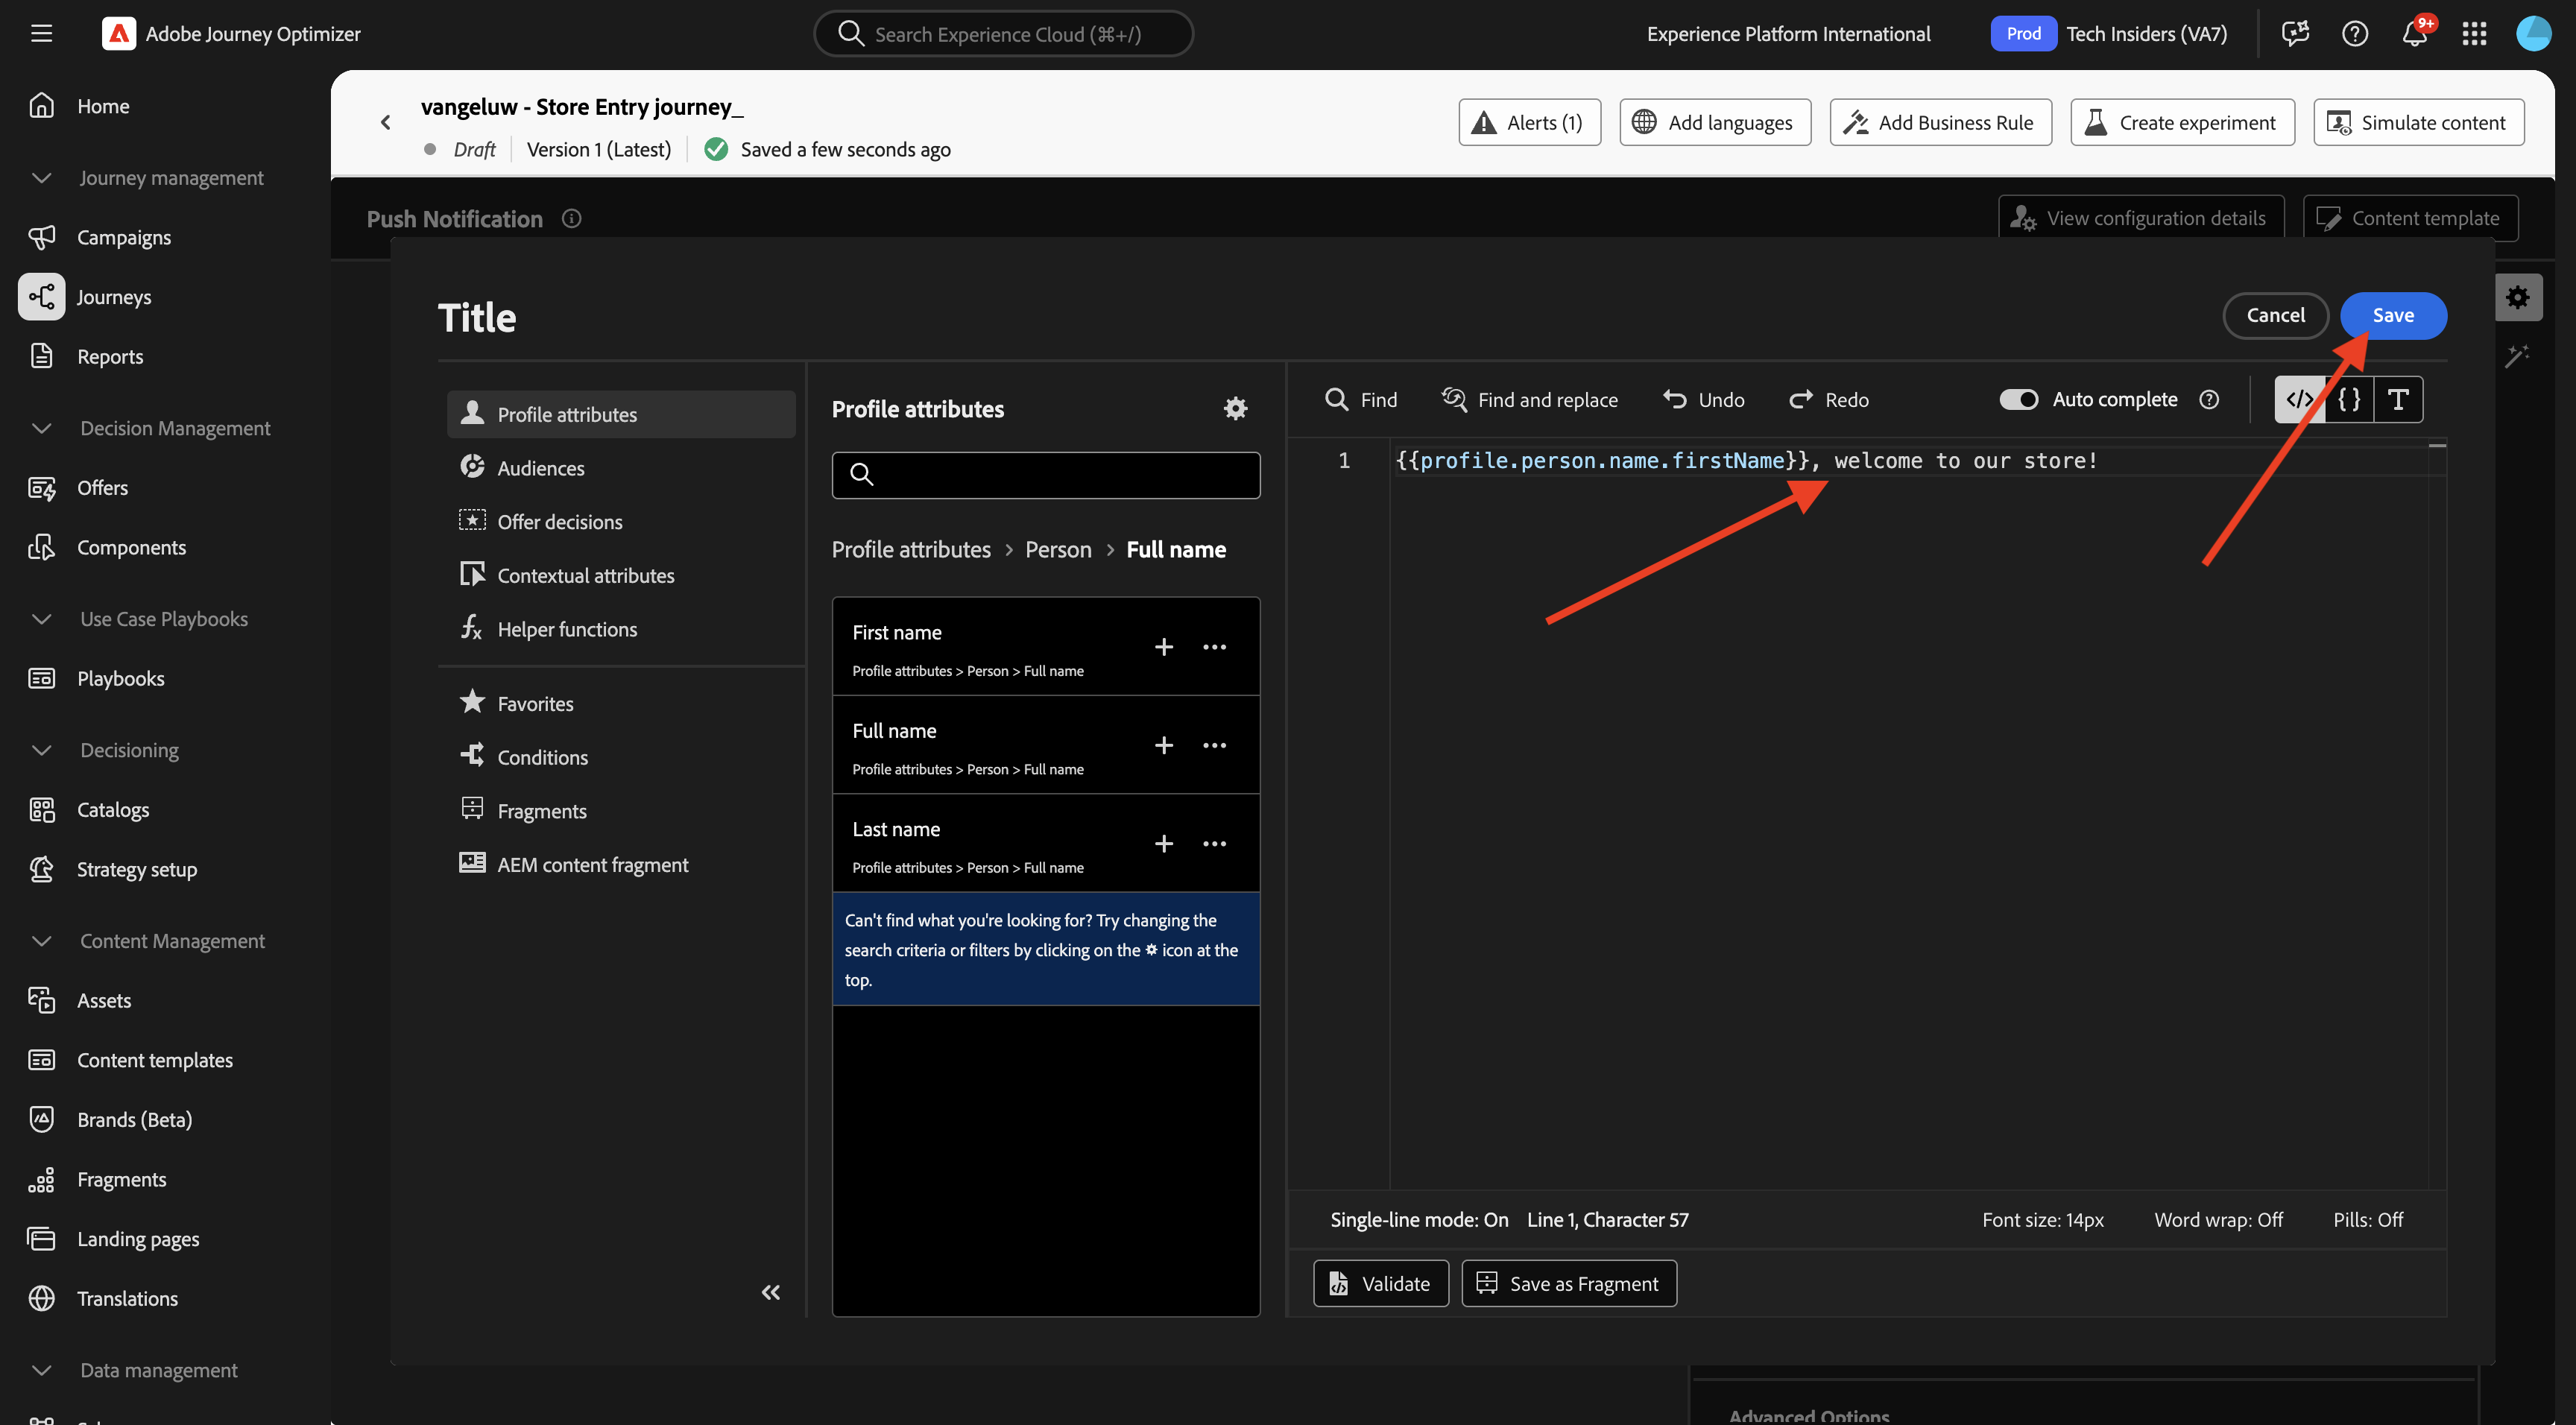 Adobe Journey Optimizer
Search Experience Cloud (⌘+/)
Experience Platform International
Prod
Tech Insiders (VA7)
9+
Home
Journey management
Campaigns
Journeys
Reports
Decision Management
Offers
Components
Use Case Playbooks
Playbooks
Decisioning
Catalogs
Strategy setup
Content Management
Assets
Content templates
Brands (Beta)
Fragments
Landing pages
Translations
Data management
vangeluw - Store Entry journey_
Draft
Version 1 (Latest)
Saved a few seconds ago
Alerts (1)
Add languages
Add Business Rule
Create experiment
Simulate content
Push Notification
View configuration details
Content template
Title
Cancel
Save
Profile attributes
Audiences
Offer decisions
Contextual attributes
Helper functions
Favorites
Conditions
Fragments
AEM content fragment
Profile attributes
Profile attributes > Person > Full name
First name
Profile attributes > Person > Full name
Full name
Profile attributes > Person > Full name
Last name
Profile attributes > Person > Full name
Can't find what you're looking for? Try changing the
search criteria or filters by clicking on the icon at the
top.
Find
Find and replace
Undo
Redo
Auto complete
1
{{profile.person.name.firstName}}, welcome to our store!
Single-line mode: On
Line 1, Character 57
Font size: 14px
Word wrap: Off
Pills: Off
Validate
Save as Fragment
Advanced Options